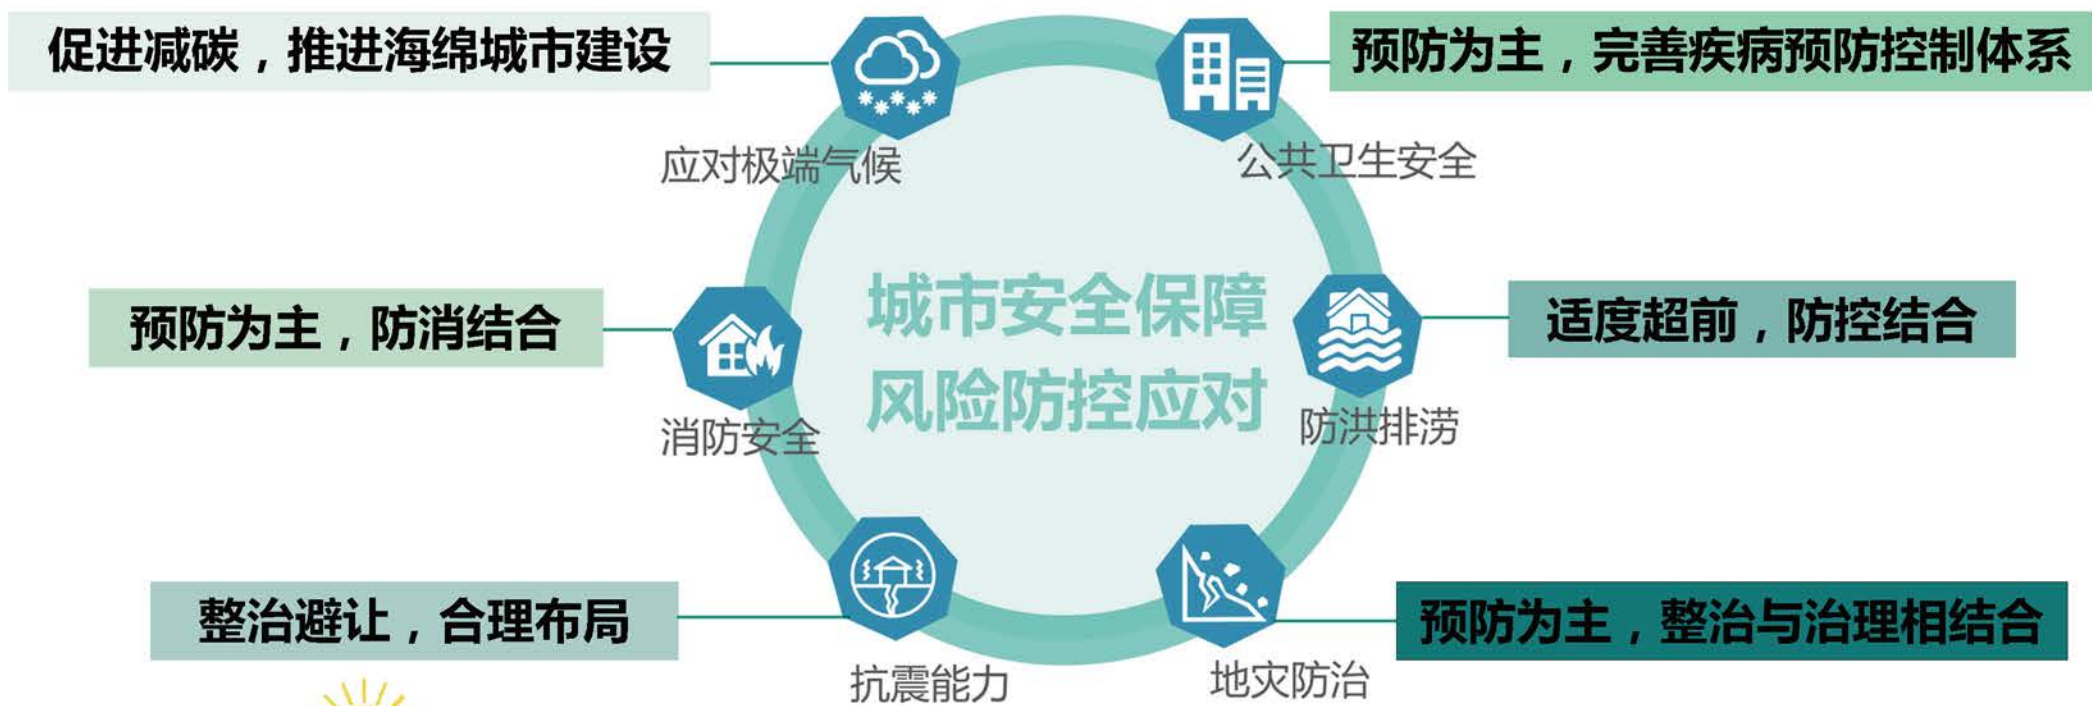 促进减碳，推进海绵城市建设
预防为主，完善疾病预防控制体系
应对极端气候
公共卫生安全
城市安全保障
风险防控应对
预防为主，防消结合
适度超前，防控结合
消防安全
防洪排涝
整治避让，合理布局
预防为主，整治与治理相结合
抗震能力
地灾防治